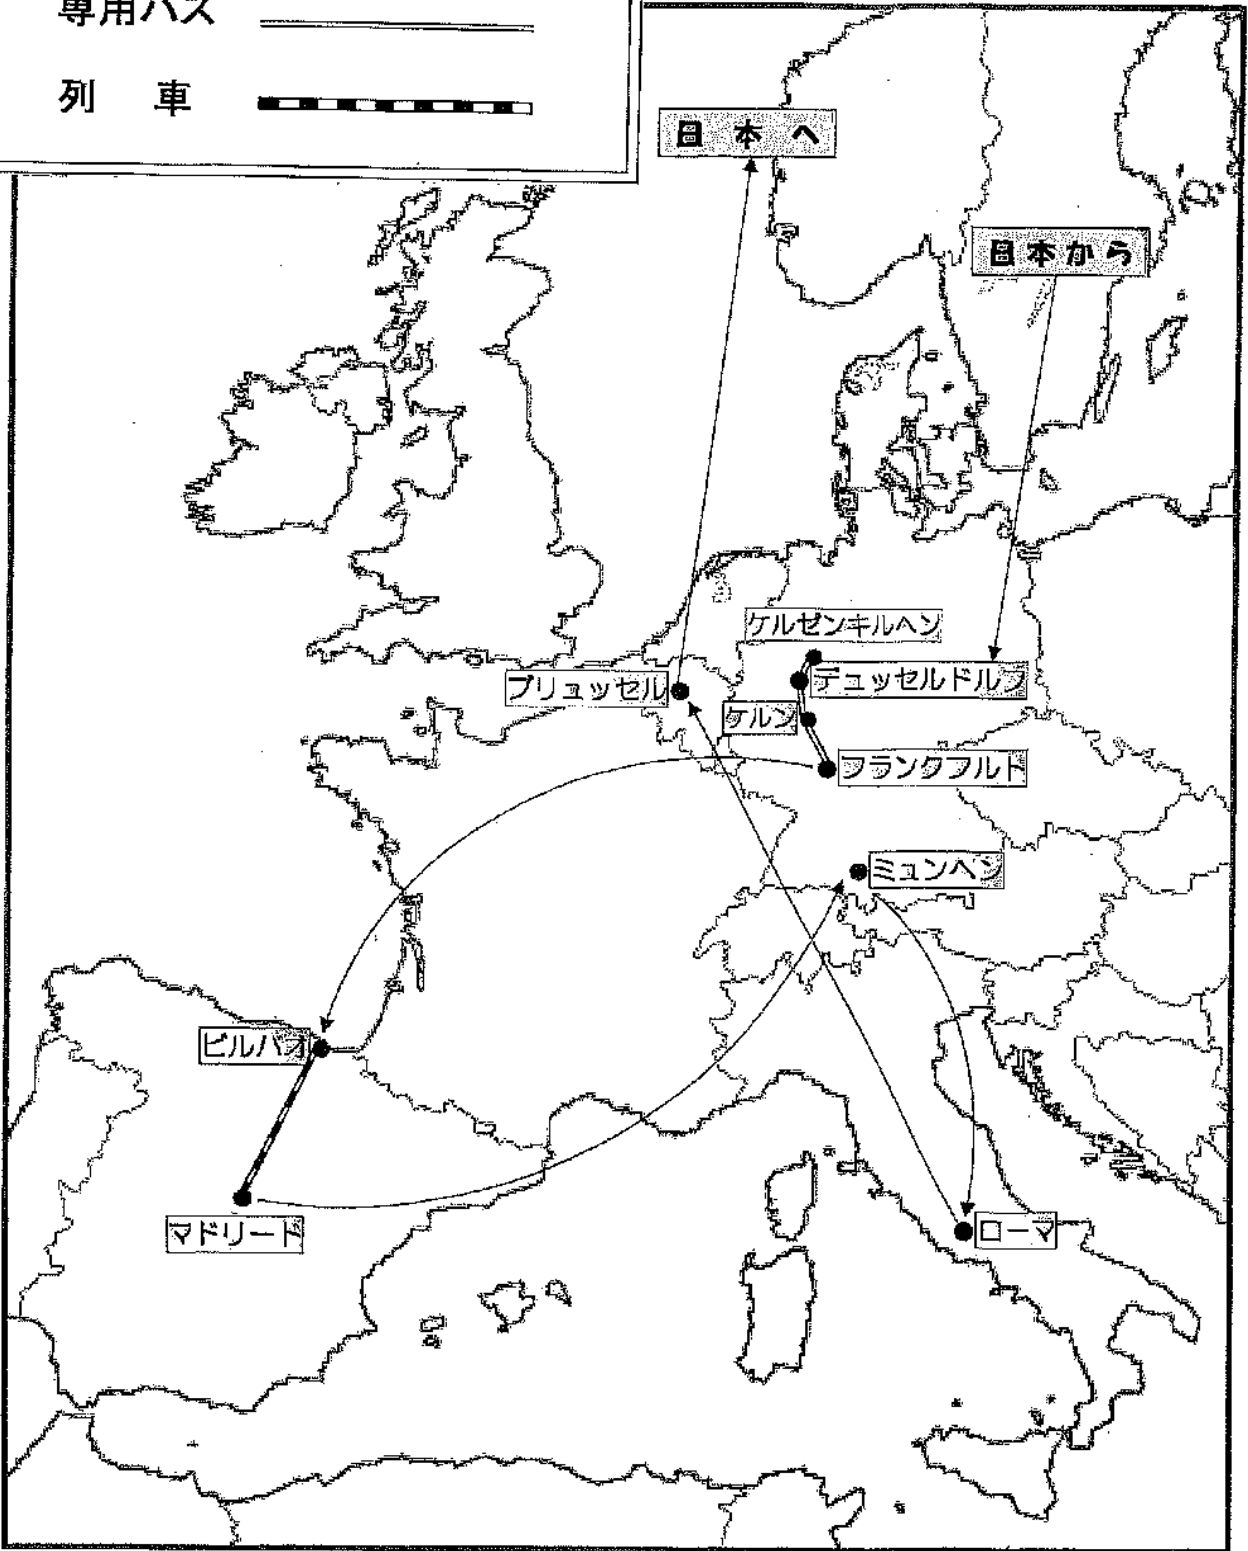 専用バス
列 車
日本へ
日本から
ケルゼンキルヘン
デュッセルドルフ
ブリュッセル
ケルン
フランクフルト
ミュンヘン
ビルバオ
マドリード
ローマ